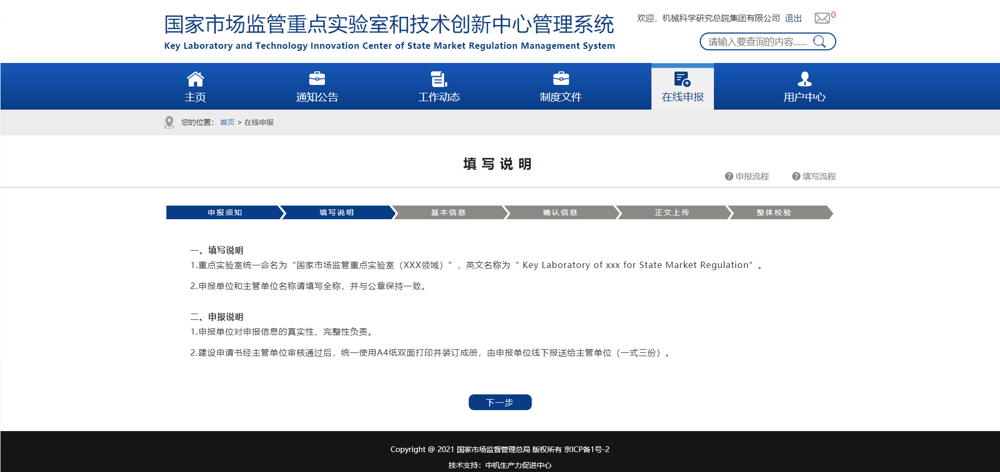 国家市场监管重点实验室和技术创新中心管理系统
Key Laboratory and Technology Innovation Center of State Market Regulation Management System
欢迎，机械科学研究总院集团有限公司 退出 0
请输入要查询的内容......
主页 通知公告 工作动态 制度文件 在线申报 用户中心
您的位置： 首页 > 在线申报
填写说明
? 申报流程 ? 填写流程
申报须知 填写说明 基本信息 确认信息 正文上传 整体校验
一、填写说明
1.重点实验室统一命名为“国家市场监管重点实验室（XXX领域）”，英文名称为“ Key Laboratory of xxx for State Market Regulation”。
2.申报单位和主管单位名称请填写全称，并与公章保持一致。
二、申报说明
1.申报单位对申报信息的真实性、完整性负责。
2.建设申请书经主管单位审核通过后，统一使用A4纸双面打印并装订成册，由申报单位线下报送给主管单位（一式三份）。
下一步
Copyright @ 2021 国家市场监督管理总局 版权所有 京ICP备1号-2
技术支持：中机生产力促进中心